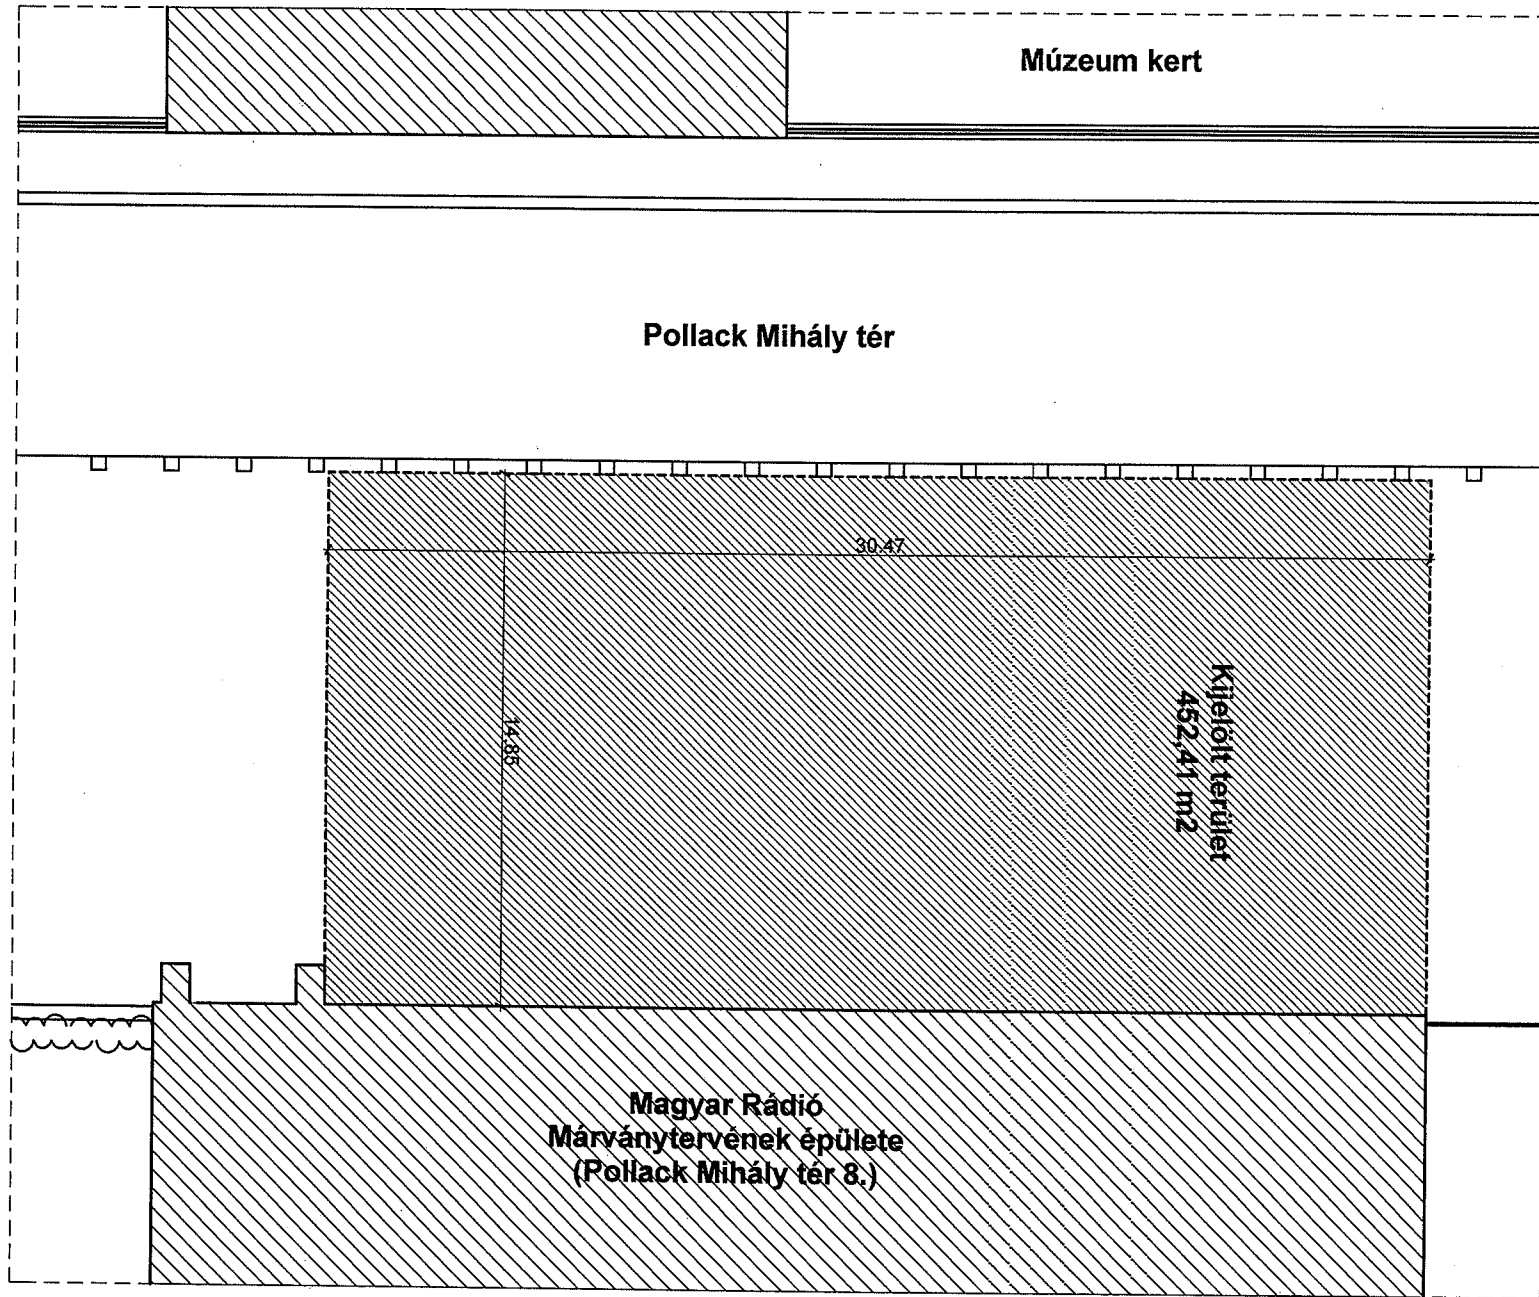 Múzeum kert
Pollack Mihály tér
30.47
14.85
Kijelölt terület
452,41 m2
Magyar Rádió
Márványtervének épülete
(Pollack Mihály tér 8.)